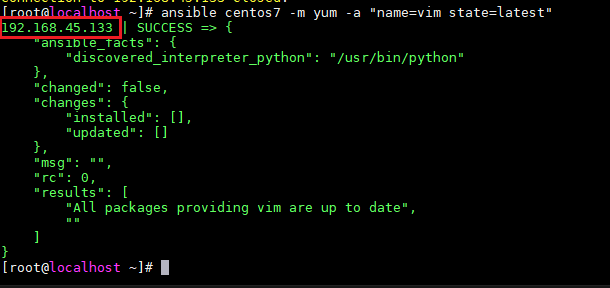 [root@localhost ~]# ansible centos7 -m yum -a "name=vim state=latest"
192.168.45.133 | SUCCESS => {
    "ansible_facts": {
        "discovered_interpreter_python": "/usr/bin/python"
    },
    "changed": false,
    "changes": {
        "installed": [],
        "updated": []
    },
    "msg": "",
    "rc": 0,
    "results": [
        "All packages providing vim are up to date",
        ""
    ]
}
[root@localhost ~]#